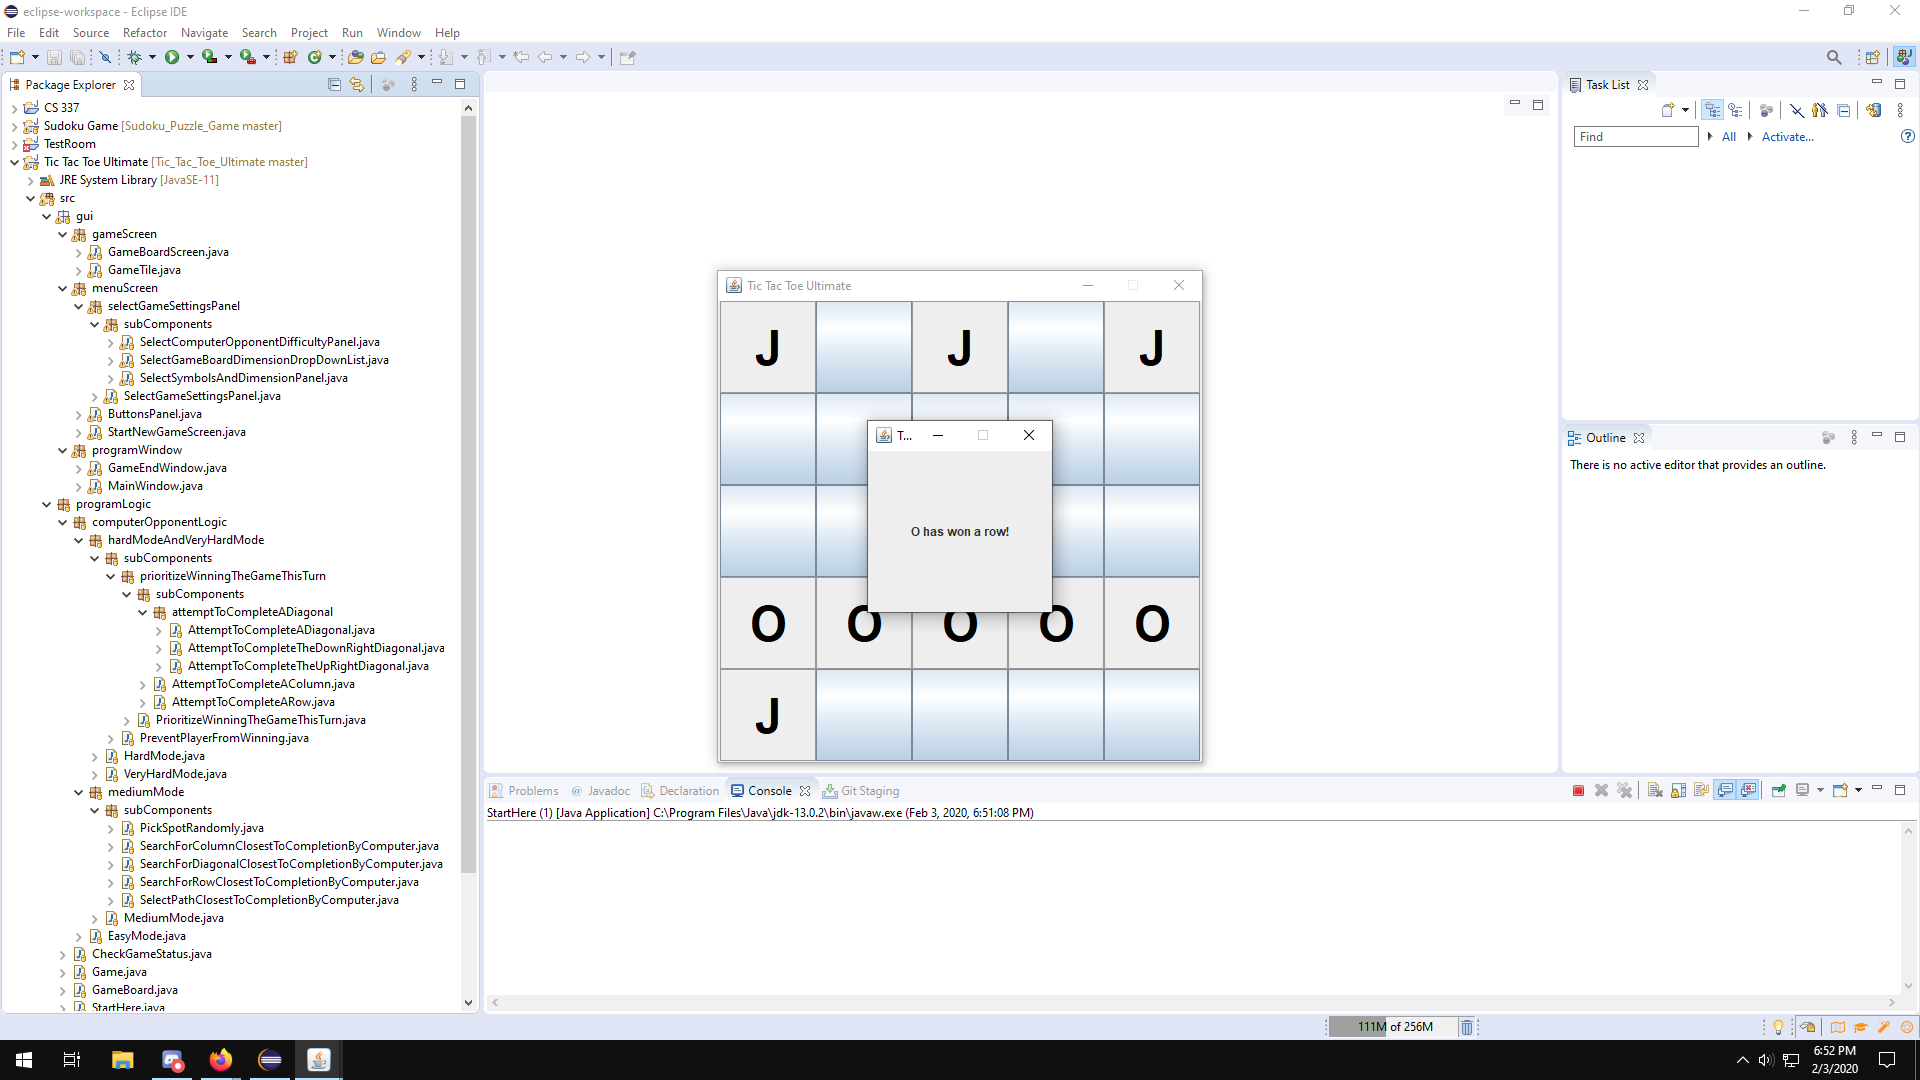 eclipse-workspace - Eclipse IDE
File Edit Source Refactor Navigate Search Project Run Window Help
Package Explorer
CS 337
Sudoku Game [Sudoku_Puzzle_Game master]
TestRoom
Tic Tac Toe Ultimate [Tic_Tac_Toe_Ultimate master]
JRE System Library [JavaSE-11]
src
gui
gameScreen
GameBoardScreen.java
GameTile.java
menuScreen
selectGameSettingsPanel
subComponents
SelectComputerOpponentDifficultyPanel.java
SelectGameBoardDimensionDropDownList.java
SelectSymbolsAndDimensionPanel.java
SelectGameSettingsPanel.java
ButtonsPanel.java
StartNewGameScreen.java
programWindow
GameEndWindow.java
MainWindow.java
programLogic
computerOpponentLogic
hardModeAndVeryHardMode
subComponents
prioritizeWinningTheGameThisTurn
subComponents
attemptToCompleteADiagonal
AttemptToCompleteADiagonal.java
AttemptToCompleteTheDownRightDiagonal.java
AttemptToCompleteTheUpRightDiagonal.java
AttemptToCompleteAColumn.java
AttemptToCompleteARow.java
PrioritizeWinningTheGameThisTurn.java
PreventPlayerFromWinning.java
HardMode.java
VeryHardMode.java
mediumMode
subComponents
PickSpotRandomly.java
SearchForColumnClosestToCompletionByComputer.java
SearchForDiagonalClosestToCompletionByComputer.java
SearchForRowClosestToCompletionByComputer.java
SelectPathClosestToCompletionByComputer.java
MediumMode.java
EasyMode.java
CheckGameStatus.java
Game.java
GameBoard.java
StartHere.java
Tic Tac Toe Ultimate
J J J
T...
O has won a row!
O O O O O
J
Task List
Find All Activate...
Outline
There is no active editor that provides an outline.
Problems Javadoc Declaration Console Git Staging
StartHere (1) [Java Application] C:\Program Files\Java\jdk-13.0.2\bin\javaw.exe (Feb 3, 2020, 6:51:08 PM)
111M of 256M
6:52 PM
2/3/2020